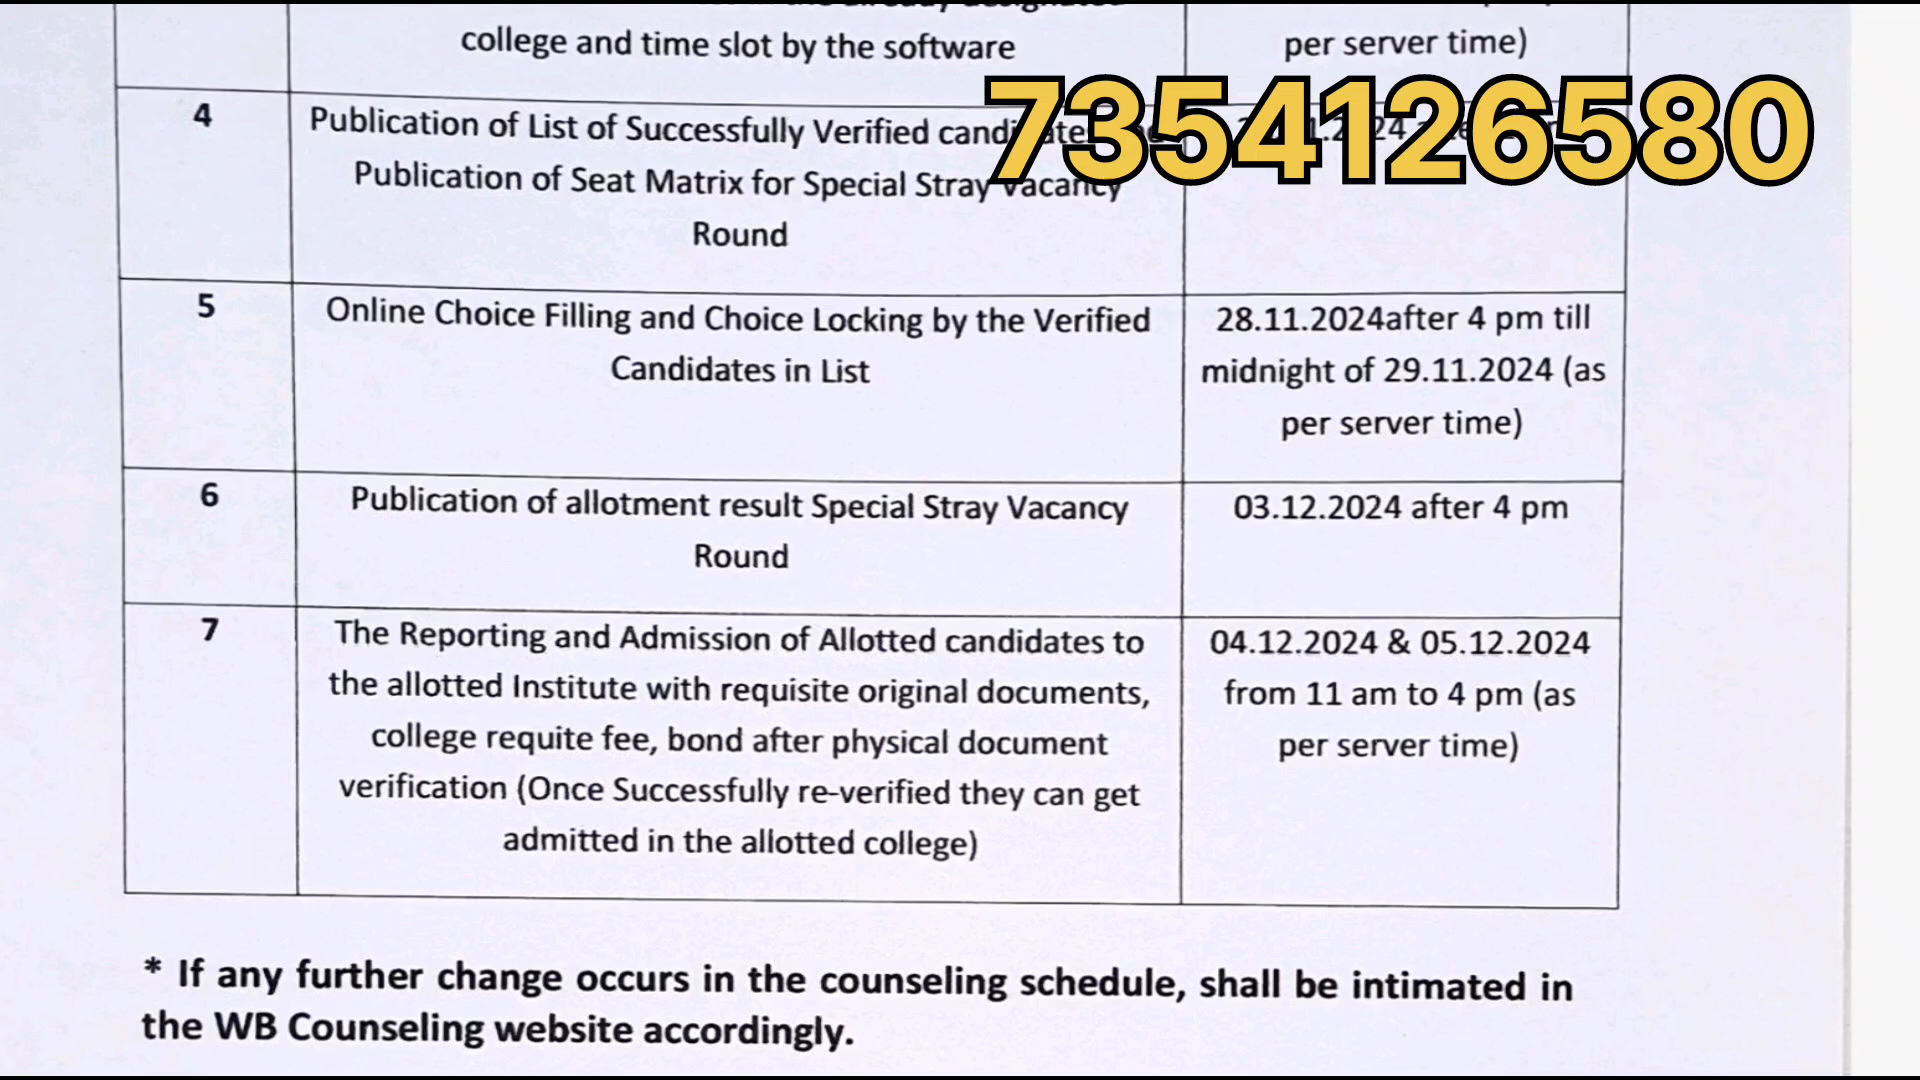 college and time slot by the software
per server time)
7354126580
4
Publication of List of Successfully Verified
Publication of Seat Matrix for Special Stray Vacancy
Round
5
Online Choice Filling and Choice Locking by the Verified
Candidates in List
28.11.2024after 4 pm till
midnight of 29.11.2024 (as
per server time)
6
Publication of allotment result Special Stray Vacancy
Round
03.12.2024 after 4 pm
7
The Reporting and Admission of Allotted candidates to
the allotted Institute with requisite original documents,
college requite fee, bond after physical document
verification (Once Successfully re-verified they can get
admitted in the allotted college)
04.12.2024 & 05.12.2024
from 11 am to 4 pm (as
per server time)
* If any further change occurs in the counseling schedule, shall be intimated in
the WB Counseling website accordingly.